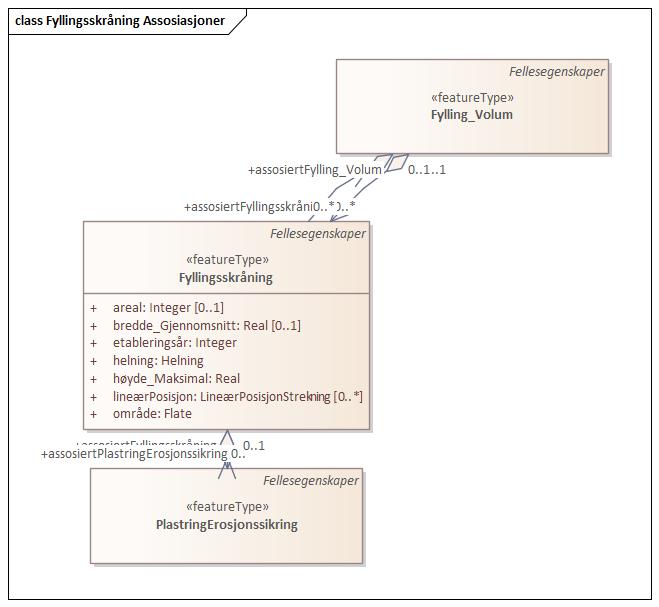 class Fyllingsskråning Assosiasjoner
Fellesegenskaper
«featureType»
Fylling_Volum
+assosiertFylling_Volum 0..1..1
+assosiertFyllingsskråni 0..* 0..*
Fellesegenskaper
«featureType»
Fyllingsskråning
+ areal: Integer [0..1]
+ bredde_Gjennomsnitt: Real [0..1]
+ etableringsår: Integer
+ helning: Helning
+ høyde_Maksimal: Real
+ lineærPosisjon: LineærPosisjonStrekning [0..*]
+ område: Flate
+assosiertFyllingsskråning 0..1
+assosiertPlastringErosjonssikring 0..
Fellesegenskaper
«featureType»
PlastringErosjonssikring